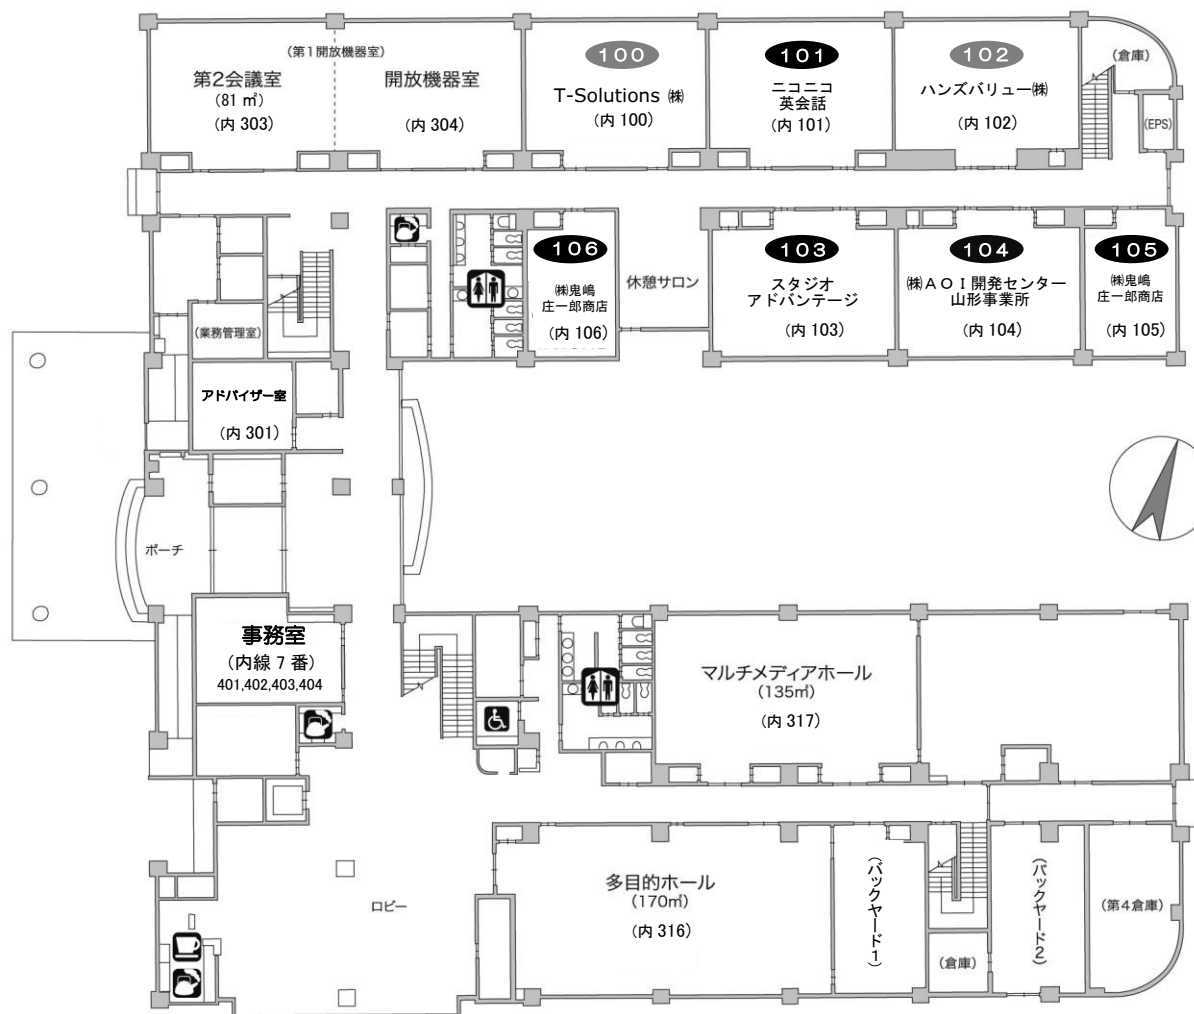 (第1開放機器室)
第2会議室
(81 ㎡)
(内 303)
開放機器室
(内 304)
100
T-Solutions ㈱
(内 100)
101
ニコニコ
英会話
(内 101)
102
ハンズバリュー㈱
(内 102)
(倉庫)
(EPS)
106
㈱鬼嶋
庄一郎商店
(内 106)
休憩サロン
103
スタジオ
アドバンテージ
(内 103)
104
㈱AOI開発センター
山形事業所
(内 104)
105
㈱鬼嶋
庄一郎商店
(内 105)
(業務管理室)
アドバイザー室
(内 301)
ポーチ
事務室
(内線 7 番)
401,402,403,404
マルチメディアホール
(135㎡)
(内 317)
ロビー
多目的ホール
(170㎡)
(内 316)
(バックヤード1)
(倉庫)
(バックヤード2)
(第4倉庫)